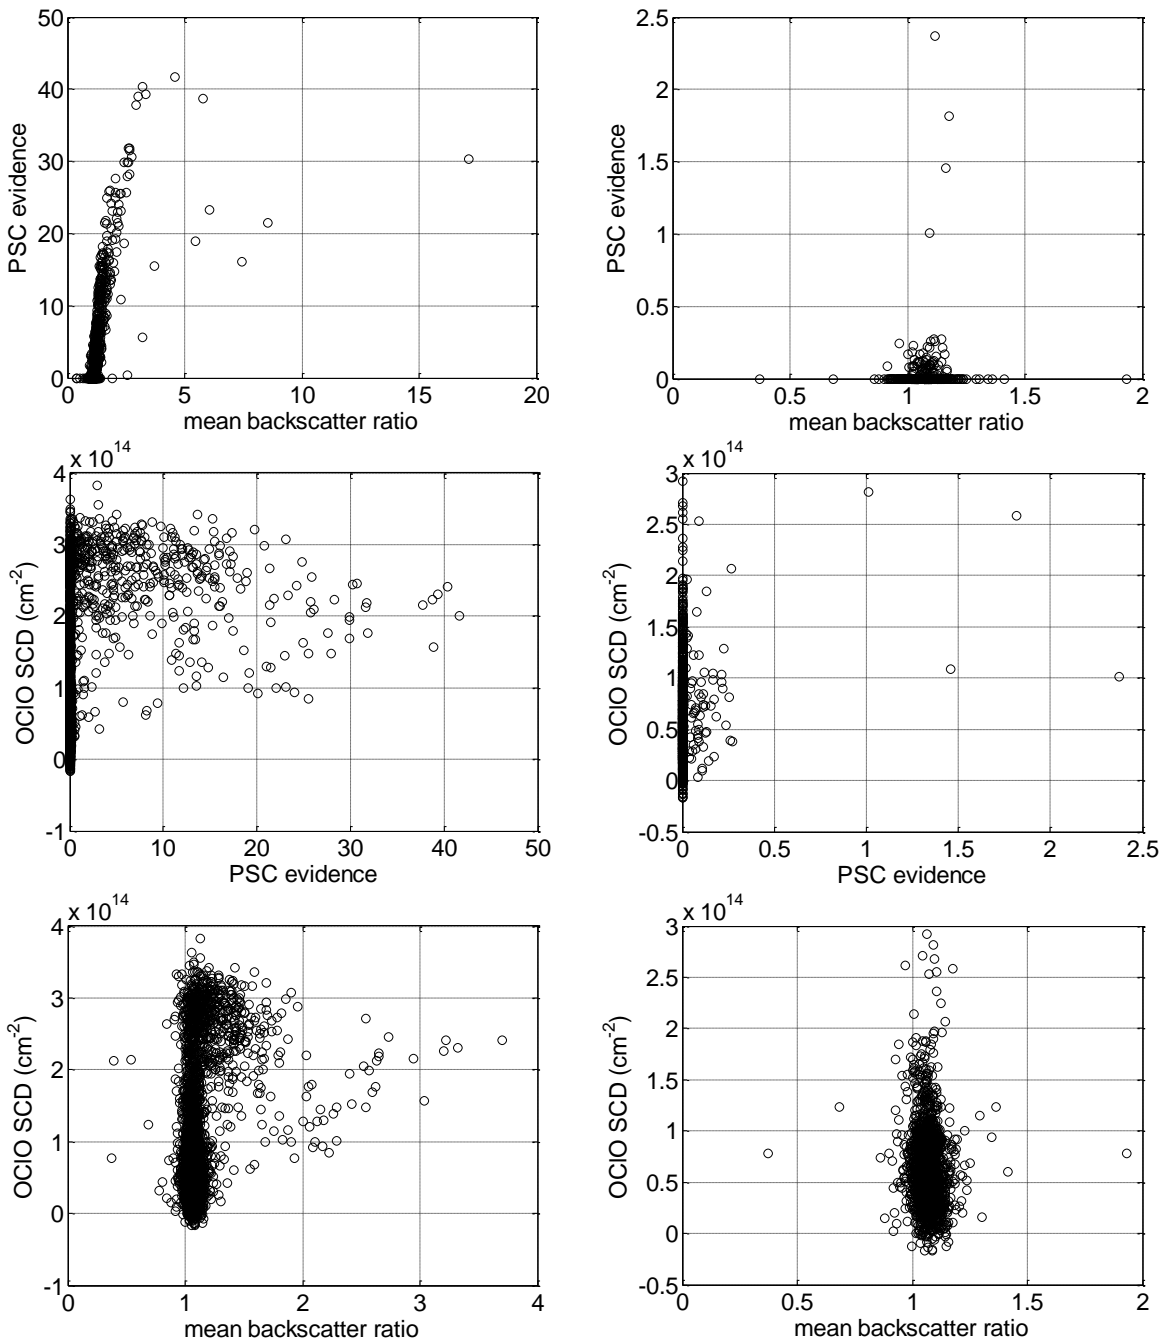 50
40
30
20
10
0
PSC evidence
0 5 10 15 20
mean backscatter ratio
2.5
2
1.5
1
0.5
0
PSC evidence
0 0.5 1 1.5 2
mean backscatter ratio
x 10^14
4
3
2
1
0
-1
OClO SCD (cm^-2)
0 10 20 30 40 50
PSC evidence
x 10^14
3
2.5
2
1.5
1
0.5
0
-0.5
OClO SCD (cm^-2)
0 0.5 1 1.5 2 2.5
PSC evidence
x 10^14
4
3
2
1
0
-1
OClO SCD (cm^-2)
0 1 2 3 4
mean backscatter ratio
x 10^14
3
2.5
2
1.5
1
0.5
0
-0.5
OClO SCD (cm^-2)
0 0.5 1 1.5 2
mean backscatter ratio